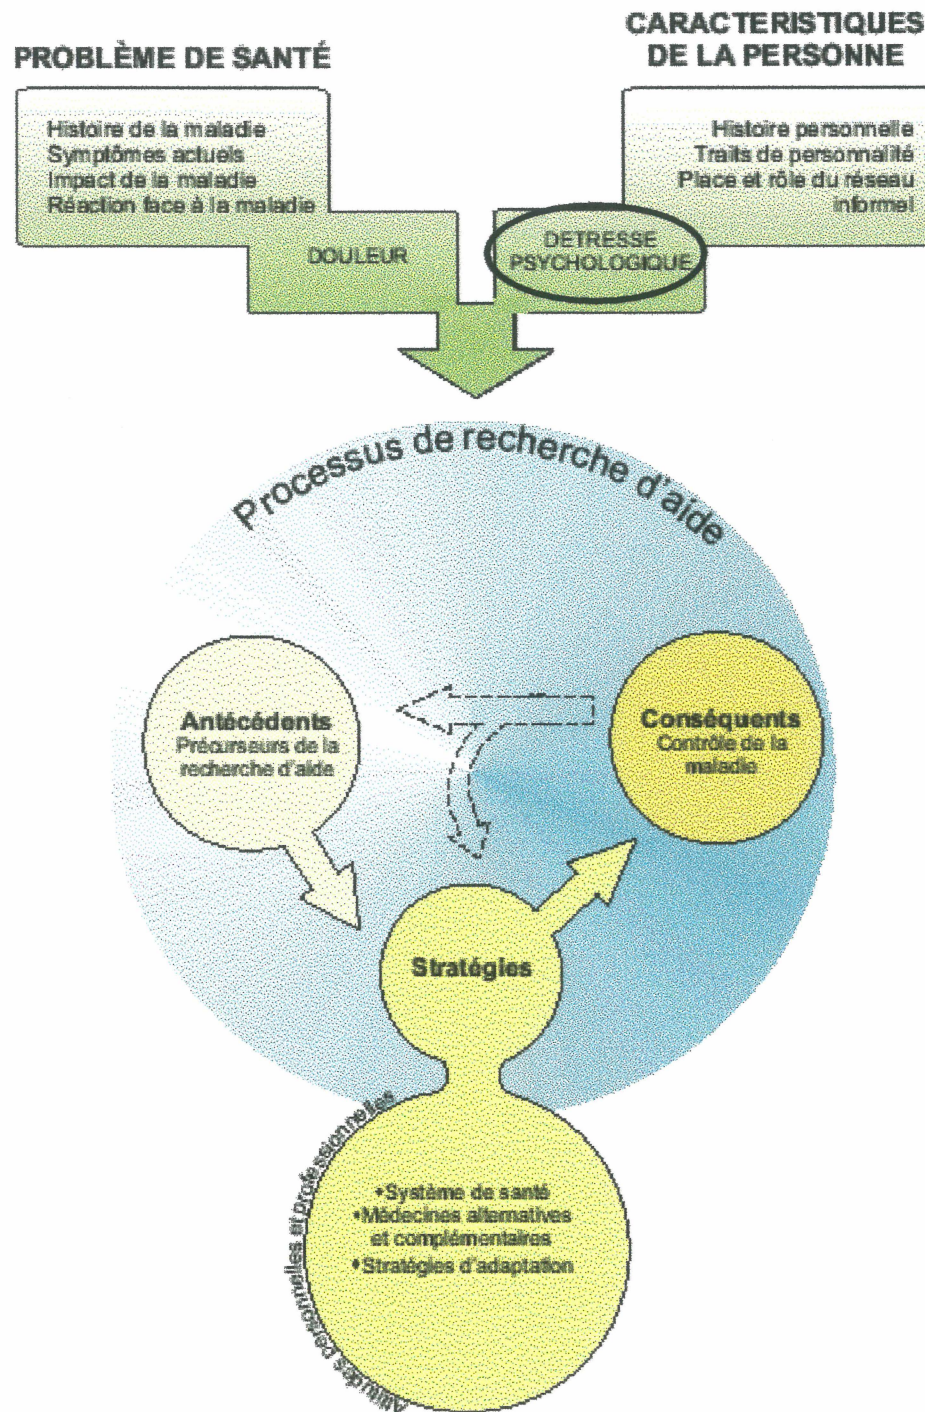 PROBLÈME DE SANTÉ
Histoire de la maladie
Symptômes actuels
Impact de la maladie
Réaction face à la maladie
DOULEUR
CARACTERISTIQUES
DE LA PERSONNE
Histoire personnelle
Traits de personnalité
Place et rôle du réseau
informel
DETRESSE
PSYCHOLOGIQUE
Processus de recherche d'aide
Antécédents
Précurseurs de la
recherche d'aide
Conséquents
Contrôle de la
maladie
Stratégies
Attitudes personnelles et professionnelles
•Système de santé
•Médecines alternatives
et complémentaires
•Stratégies d'adaptation